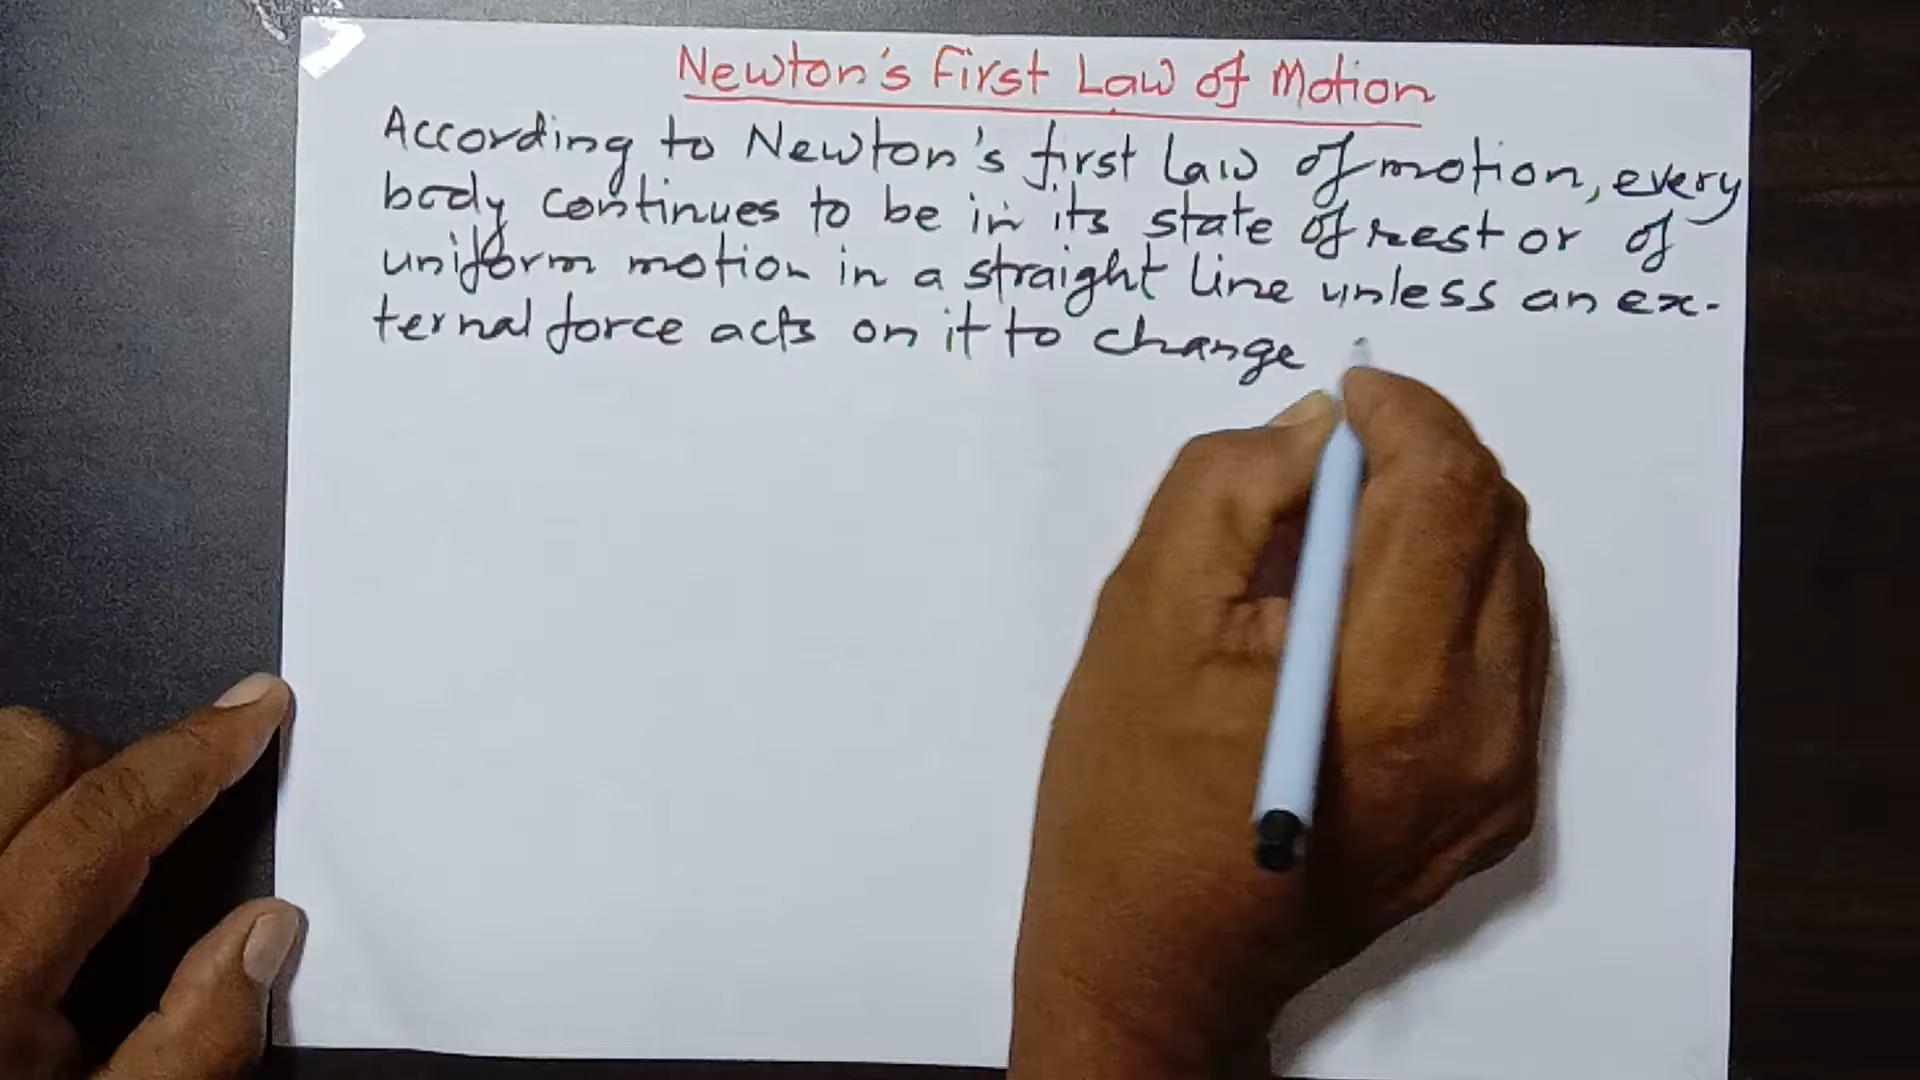 Newton's First Law of Motion
According to Newton's first law of motion, every
body continues to be in its state of rest or of
uniform motion in a straight line unless an ex-
ternal force acts on it to change